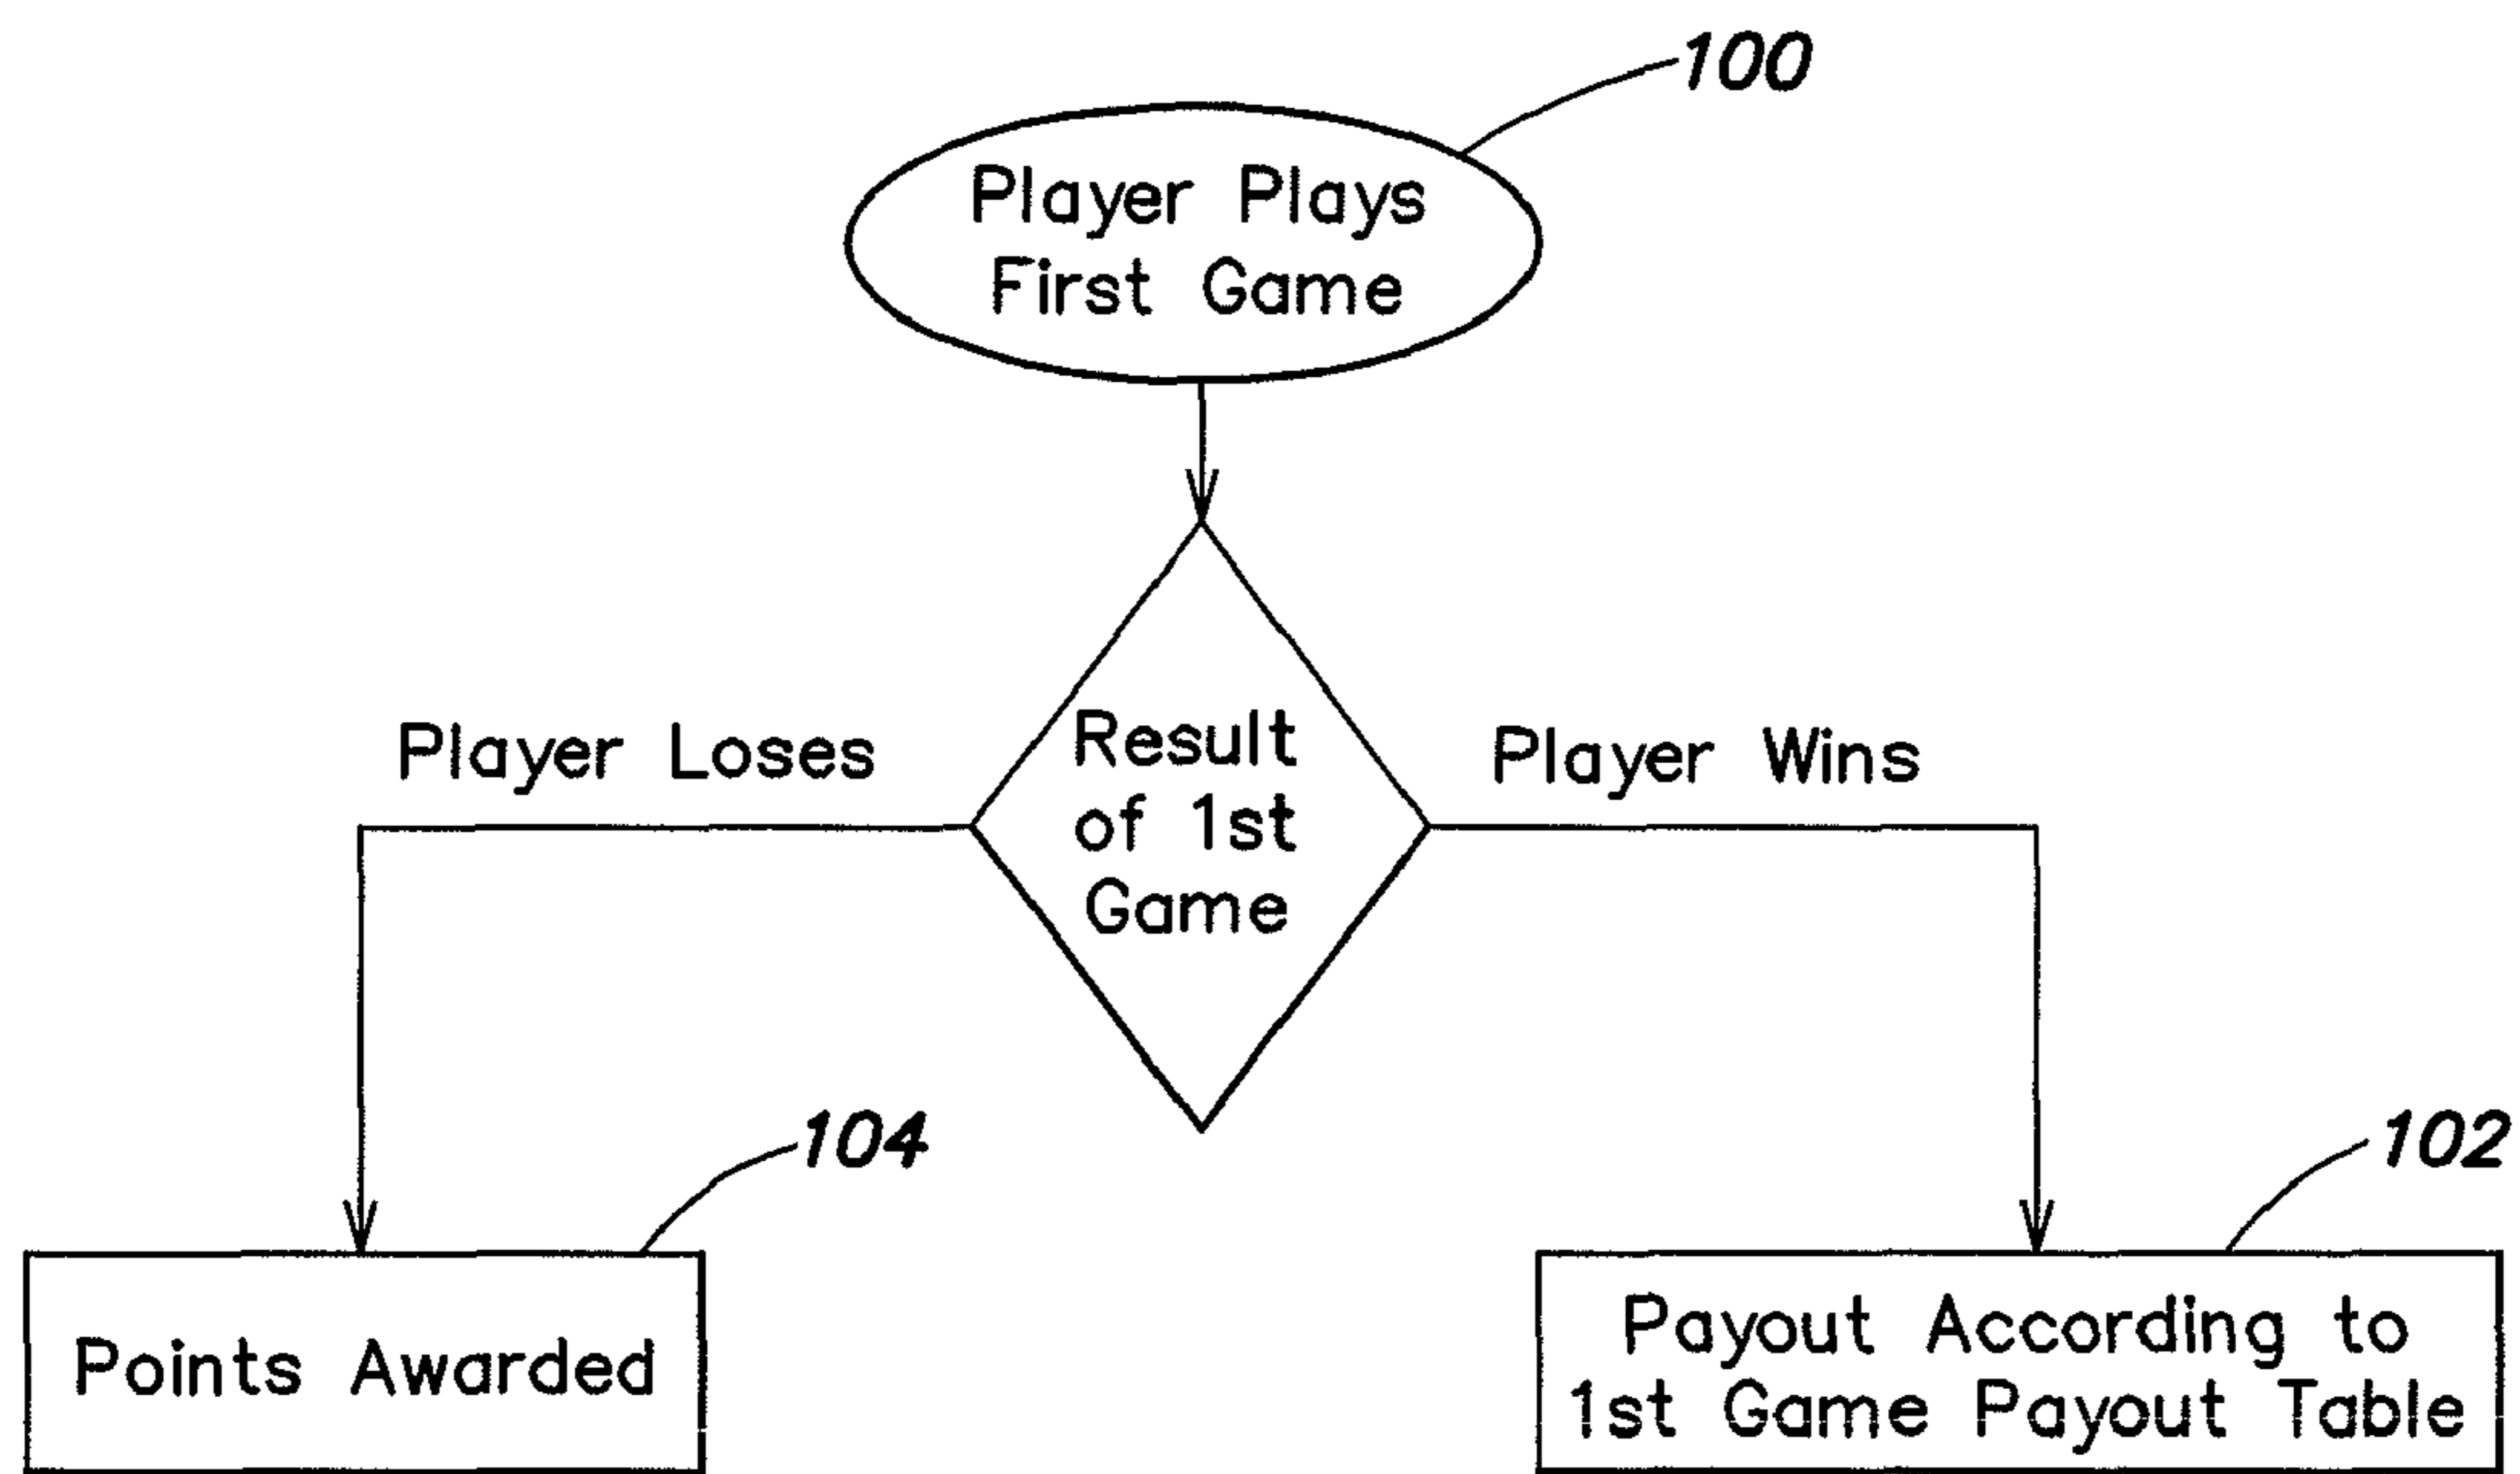 100
Player Plays
First Game
Result
of 1st
Game
Player Loses
Player Wins
104
102
Points Awarded
Payout According to
1st Game Payout Table